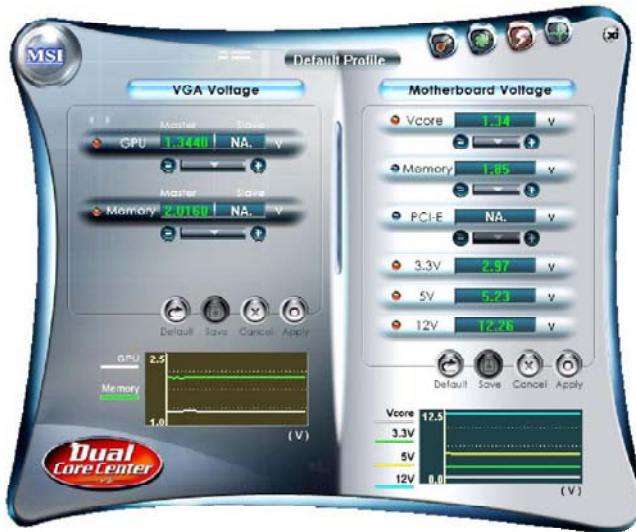 MSI
Default Profile
VGA Voltage
Master Slave
GPU 1.3440 NA. V
Master Slave
Memory 2.0160 NA. V
Default Save Cancel Apply
GPU
Memory
2.5
1.0
(V)
Dual
Core Center
Motherboard Voltage
Vcore 1.34 V
Memory 1.85 V
PCI-E NA. V
3.3V 2.97 V
5V 5.23 V
12V 12.26 V
Default Save Cancel Apply
Vcore
3.3V
5V
12V
12.5
0.0
(V)